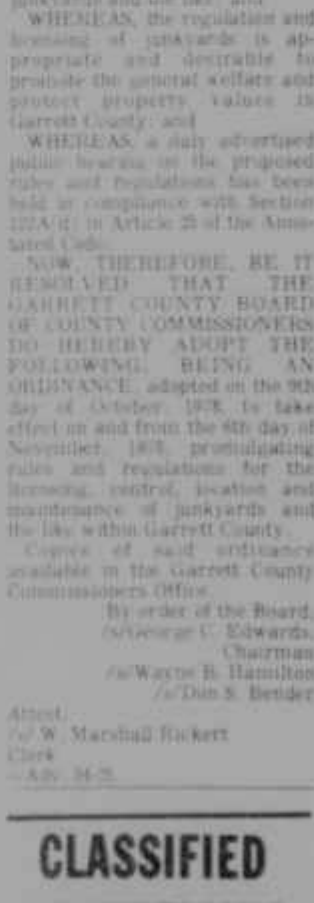 junkyards and the like; and
WHEREAS, the regulation and
licensing of junkyards is ap-
propriate and desirable to
promote the general welfare and
protect property values in
Garrett County; and
WHEREAS, a duly advertised
public hearing on the proposed
rules and regulations has been
held in compliance with Section
in Article 25 of the Anno-
tated Code.
NOW, THEREFORE, BE IT
RESOLVED THAT THE
GARRETT COUNTY BOARD
OF COUNTY COMMISSIONERS
DO HEREBY ADOPT THE
FOLLOWING, BEING AN
ORDINANCE, adopted on the 9th
day of October, 1978, to take
effect on and from the 6th day of
November, 1978, promulgating
rules and regulations for the
licensing, control, location and
maintenance of junkyards and
the like within Garrett County.
Copies of said ordinance
available in the Garrett County
Commissioners Office.
By order of the Board,
/s/George C. Edwards,
Chairman
/s/Wayne B. Hamilton
/s/Don S. Bender
Attest:
/s/ W. Marshall Rickert
Clerk
—Adv.
CLASSIFIED